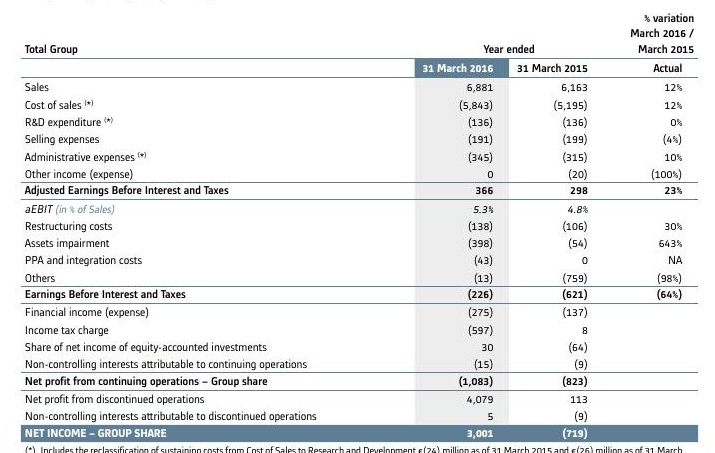 % variation
March 2016 /
Total Group Year ended March 2015
31 March 2016 31 March 2015 Actual
Sales 6,881 6,163 12%
Cost of sales (*) (5,843) (5,195) 12%
R&D expenditure (*) (136) (136) 0%
Selling expenses (191) (199) (4%)
Administrative expenses (*) (345) (315) 10%
Other income (expense) 0 (20) (100%)
Adjusted Earnings Before Interest and Taxes 366 298 23%
aEBIT (in % of Sales) 5.3% 4.8%
Restructuring costs (138) (106) 30%
Assets impairment (398) (54) 643%
PPA and integration costs (43) 0 NA
Others (13) (759) (98%)
Earnings Before Interest and Taxes (226) (621) (64%)
Financial income (expense) (275) (137)
Income tax charge (597) 8
Share of net income of equity-accounted investments 30 (64)
Non-controlling interests attributable to continuing operations (15) (9)
Net profit from continuing operations – Group share (1,083) (823)
Net profit from discontinued operations 4,079 113
Non-controlling interests attributable to discontinued operations 5 (9)
NET INCOME – GROUP SHARE 3,001 (719)
(*) Includes the reclassification of sustaining costs from Cost of Sales to Research and Development €(24) million as of 31 March 2015 and €(26) million as of 31 March